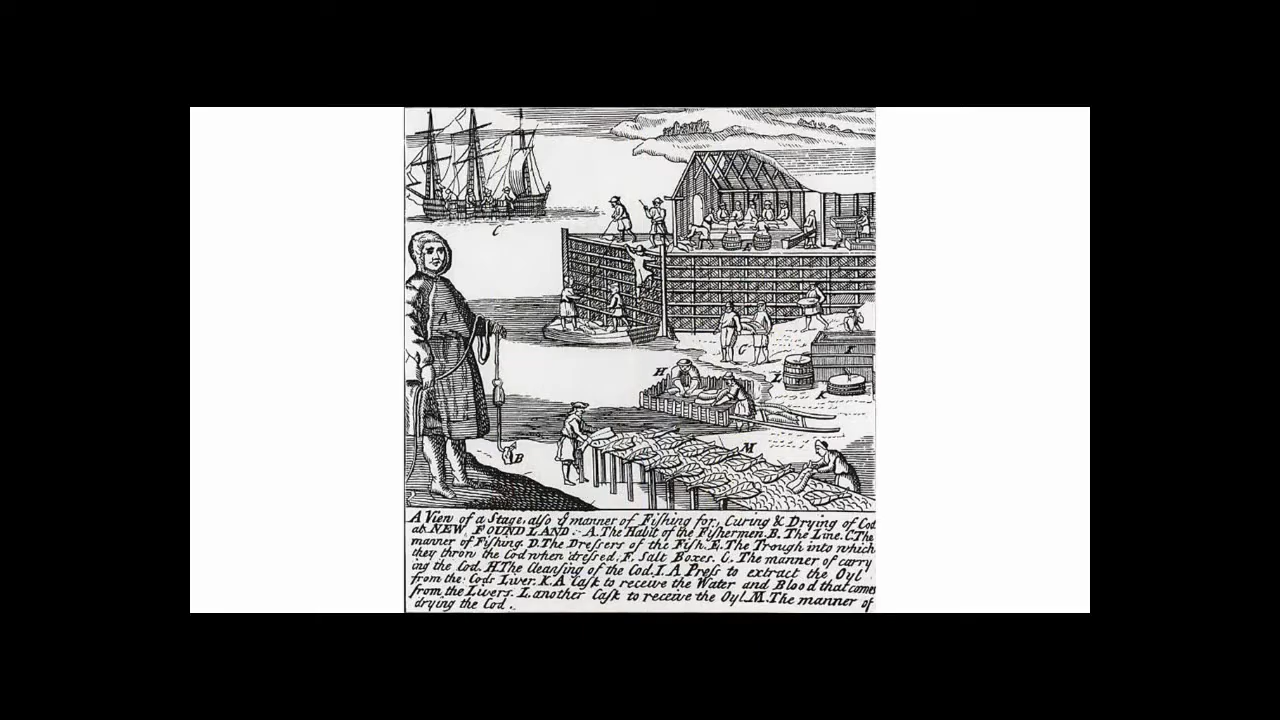 C
A
E
F
G
F
H
L
K
B
M
A View of a Stage. also ẏ manner of Fiſhing for, Curing & Drying of Cod
at NEW FOUND LAND. A. The Habit of the Fiſhermen. B. The Line. C. The
manner of Fiſhing. D. The Dreſsers of the Fiſh. E. The Trough into which
they throw the Cod when dreſsed. F. Salt Boxes. G. The manner of carry
ing the Cod. H. The Cleanſing of the Cod. I. A Preſs to extract the Oyl
from the Cods Liver. K. A Caſk to receive the Water and Blood that comes
from the Livers. L. another Caſk to receive the Oyl. M. The manner of
drying the Cod.